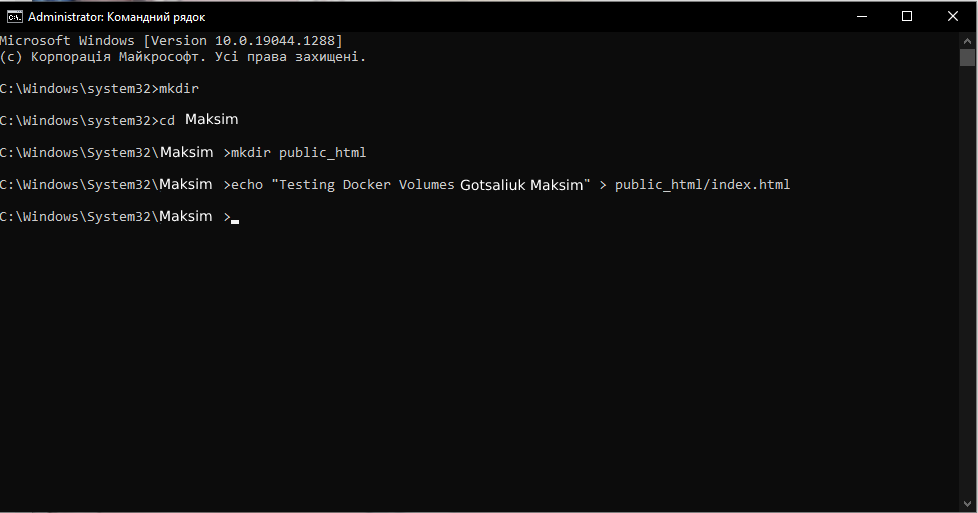 Administrator: Командний рядок
Microsoft Windows [Version 10.0.19044.1288]
(c) Корпорація Майкрософт. Усі права захищені.
C:\Windows\system32>mkdir
C:\Windows\system32>cd Maksim
C:\Windows\System32\Maksim >mkdir public_html
C:\Windows\System32\Maksim >echo "Testing Docker Volumes Gotsaliuk Maksim" > public_html/index.html
C:\Windows\System32\Maksim >